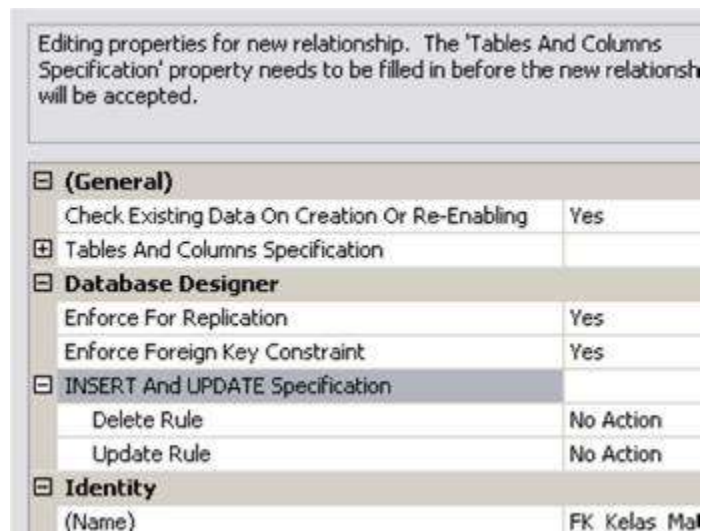 Editing properties for new relationship. The 'Tables And Columns
Specification' property needs to be filled in before the new
will be accepted.
(General)
Check Existing Data On Creation Or Re-Enabling Yes
Tables And Columns Specification
Database Designer
Enforce For Replication Yes
Enforce Foreign Key Constraint Yes
INSERT And UPDATE Specification
Delete Rule No Action
Update Rule No Action
Identity
(Name) FK_Kelas_